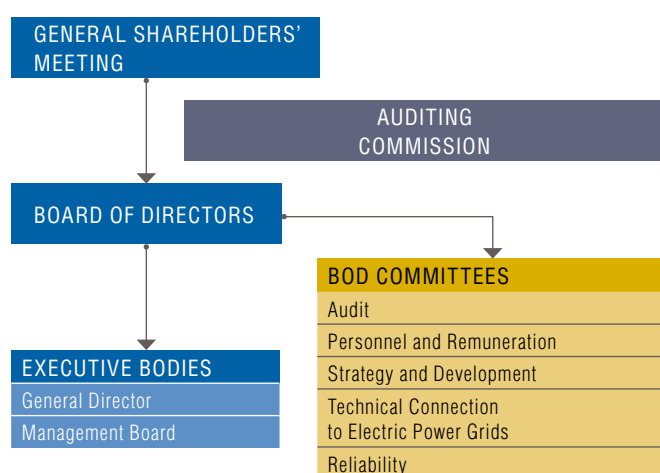 GENERAL SHAREHOLDERS'
MEETING
AUDITING
COMMISSION
BOARD OF DIRECTORS
BOD COMMITTEES
Audit
Personnel and Remuneration
Strategy and Development
Technical Connection
to Electric Power Grids
Reliability
EXECUTIVE BODIES
General Director
Management Board